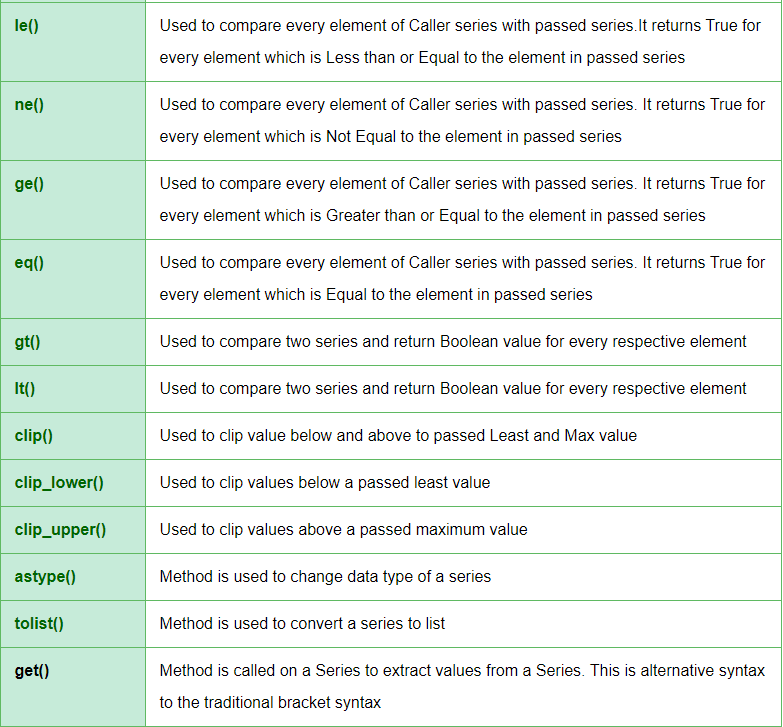 le()
Used to compare every element of Caller series with passed series.It returns True for
every element which is Less than or Equal to the element in passed series
ne()
Used to compare every element of Caller series with passed series. It returns True for
every element which is Not Equal to the element in passed series
ge()
Used to compare every element of Caller series with passed series. It returns True for
every element which is Greater than or Equal to the element in passed series
eq()
Used to compare every element of Caller series with passed series. It returns True for
every element which is Equal to the element in passed series
gt()
Used to compare two series and return Boolean value for every respective element
lt()
Used to compare two series and return Boolean value for every respective element
clip()
Used to clip value below and above to passed Least and Max value
clip_lower()
Used to clip values below a passed least value
clip_upper()
Used to clip values above a passed maximum value
astype()
Method is used to change data type of a series
tolist()
Method is used to convert a series to list
get()
Method is called on a Series to extract values from a Series. This is alternative syntax
to the traditional bracket syntax